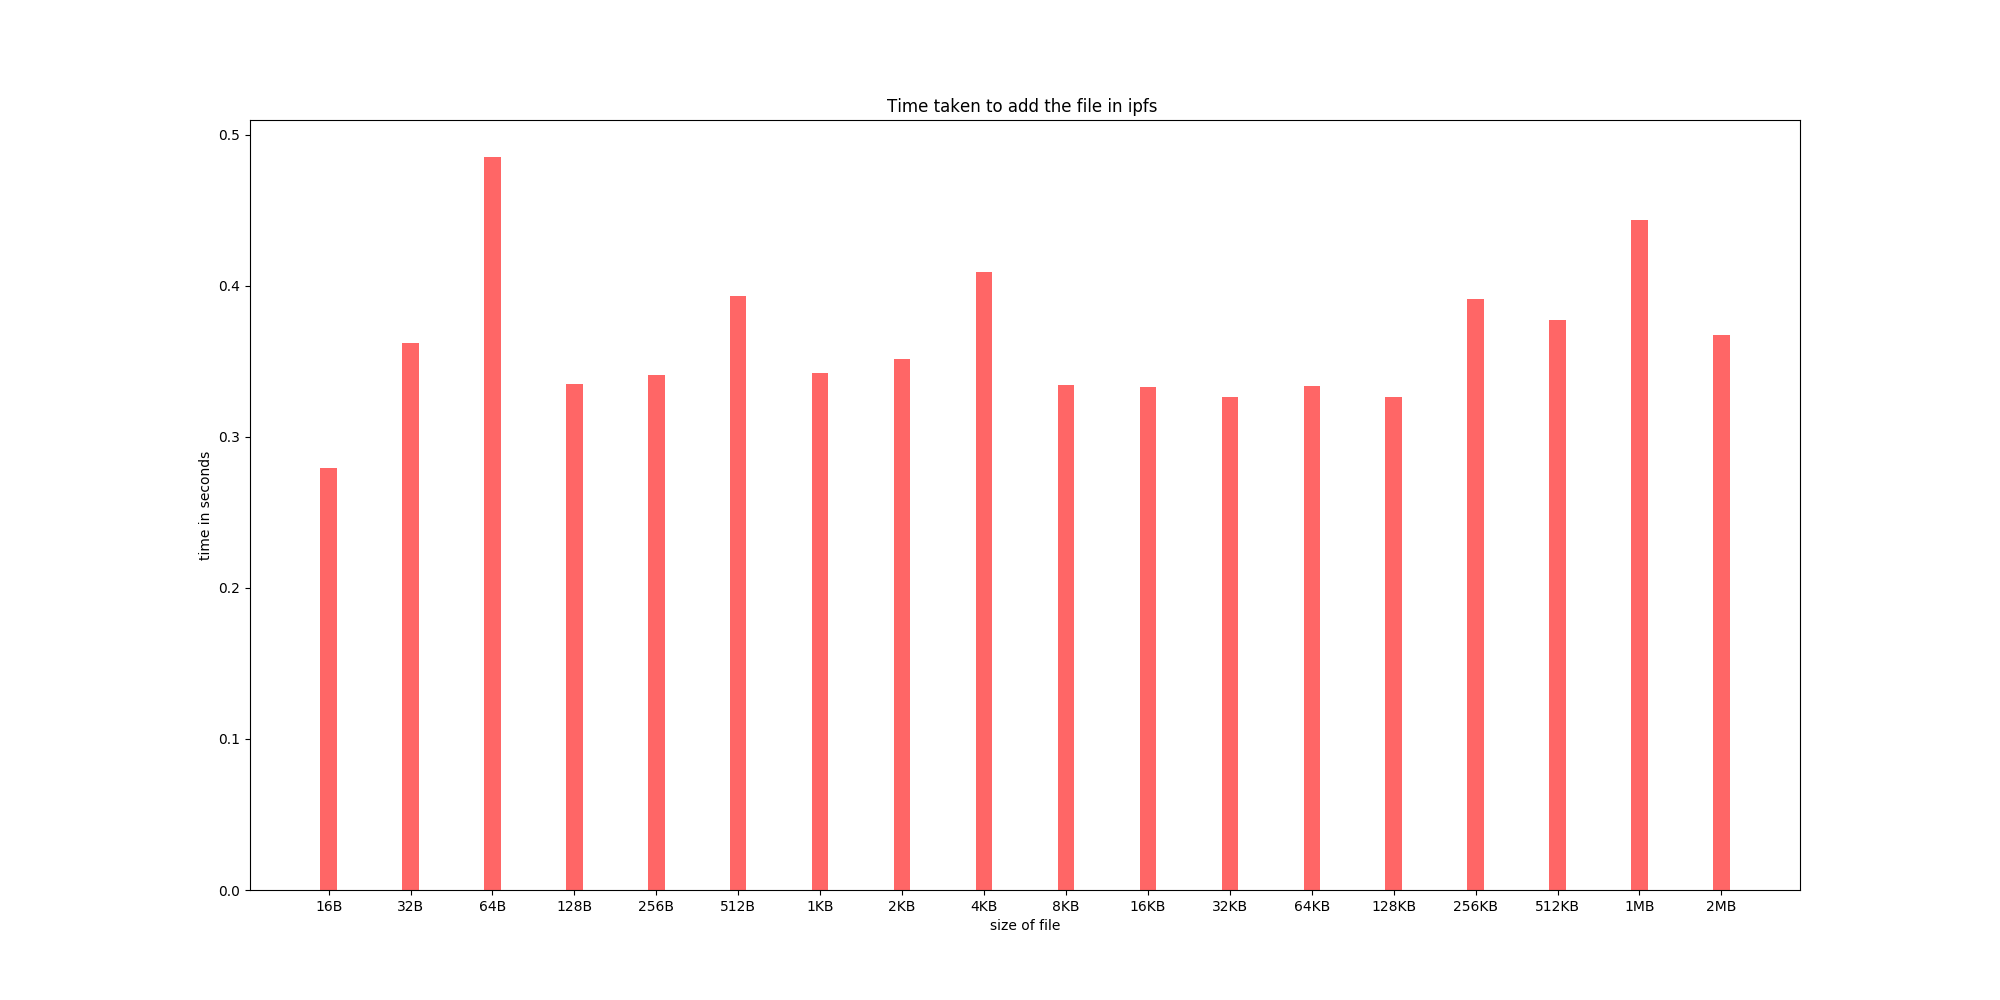 Time taken to add the file in ipfs
0.5
0.4
0.3
0.2
0.1
0.0
time in seconds
16B 32B 64B 128B 256B 512B 1KB 2KB 4KB 8KB 16KB 32KB 64KB 128KB 256KB 512KB 1MB 2MB
size of file